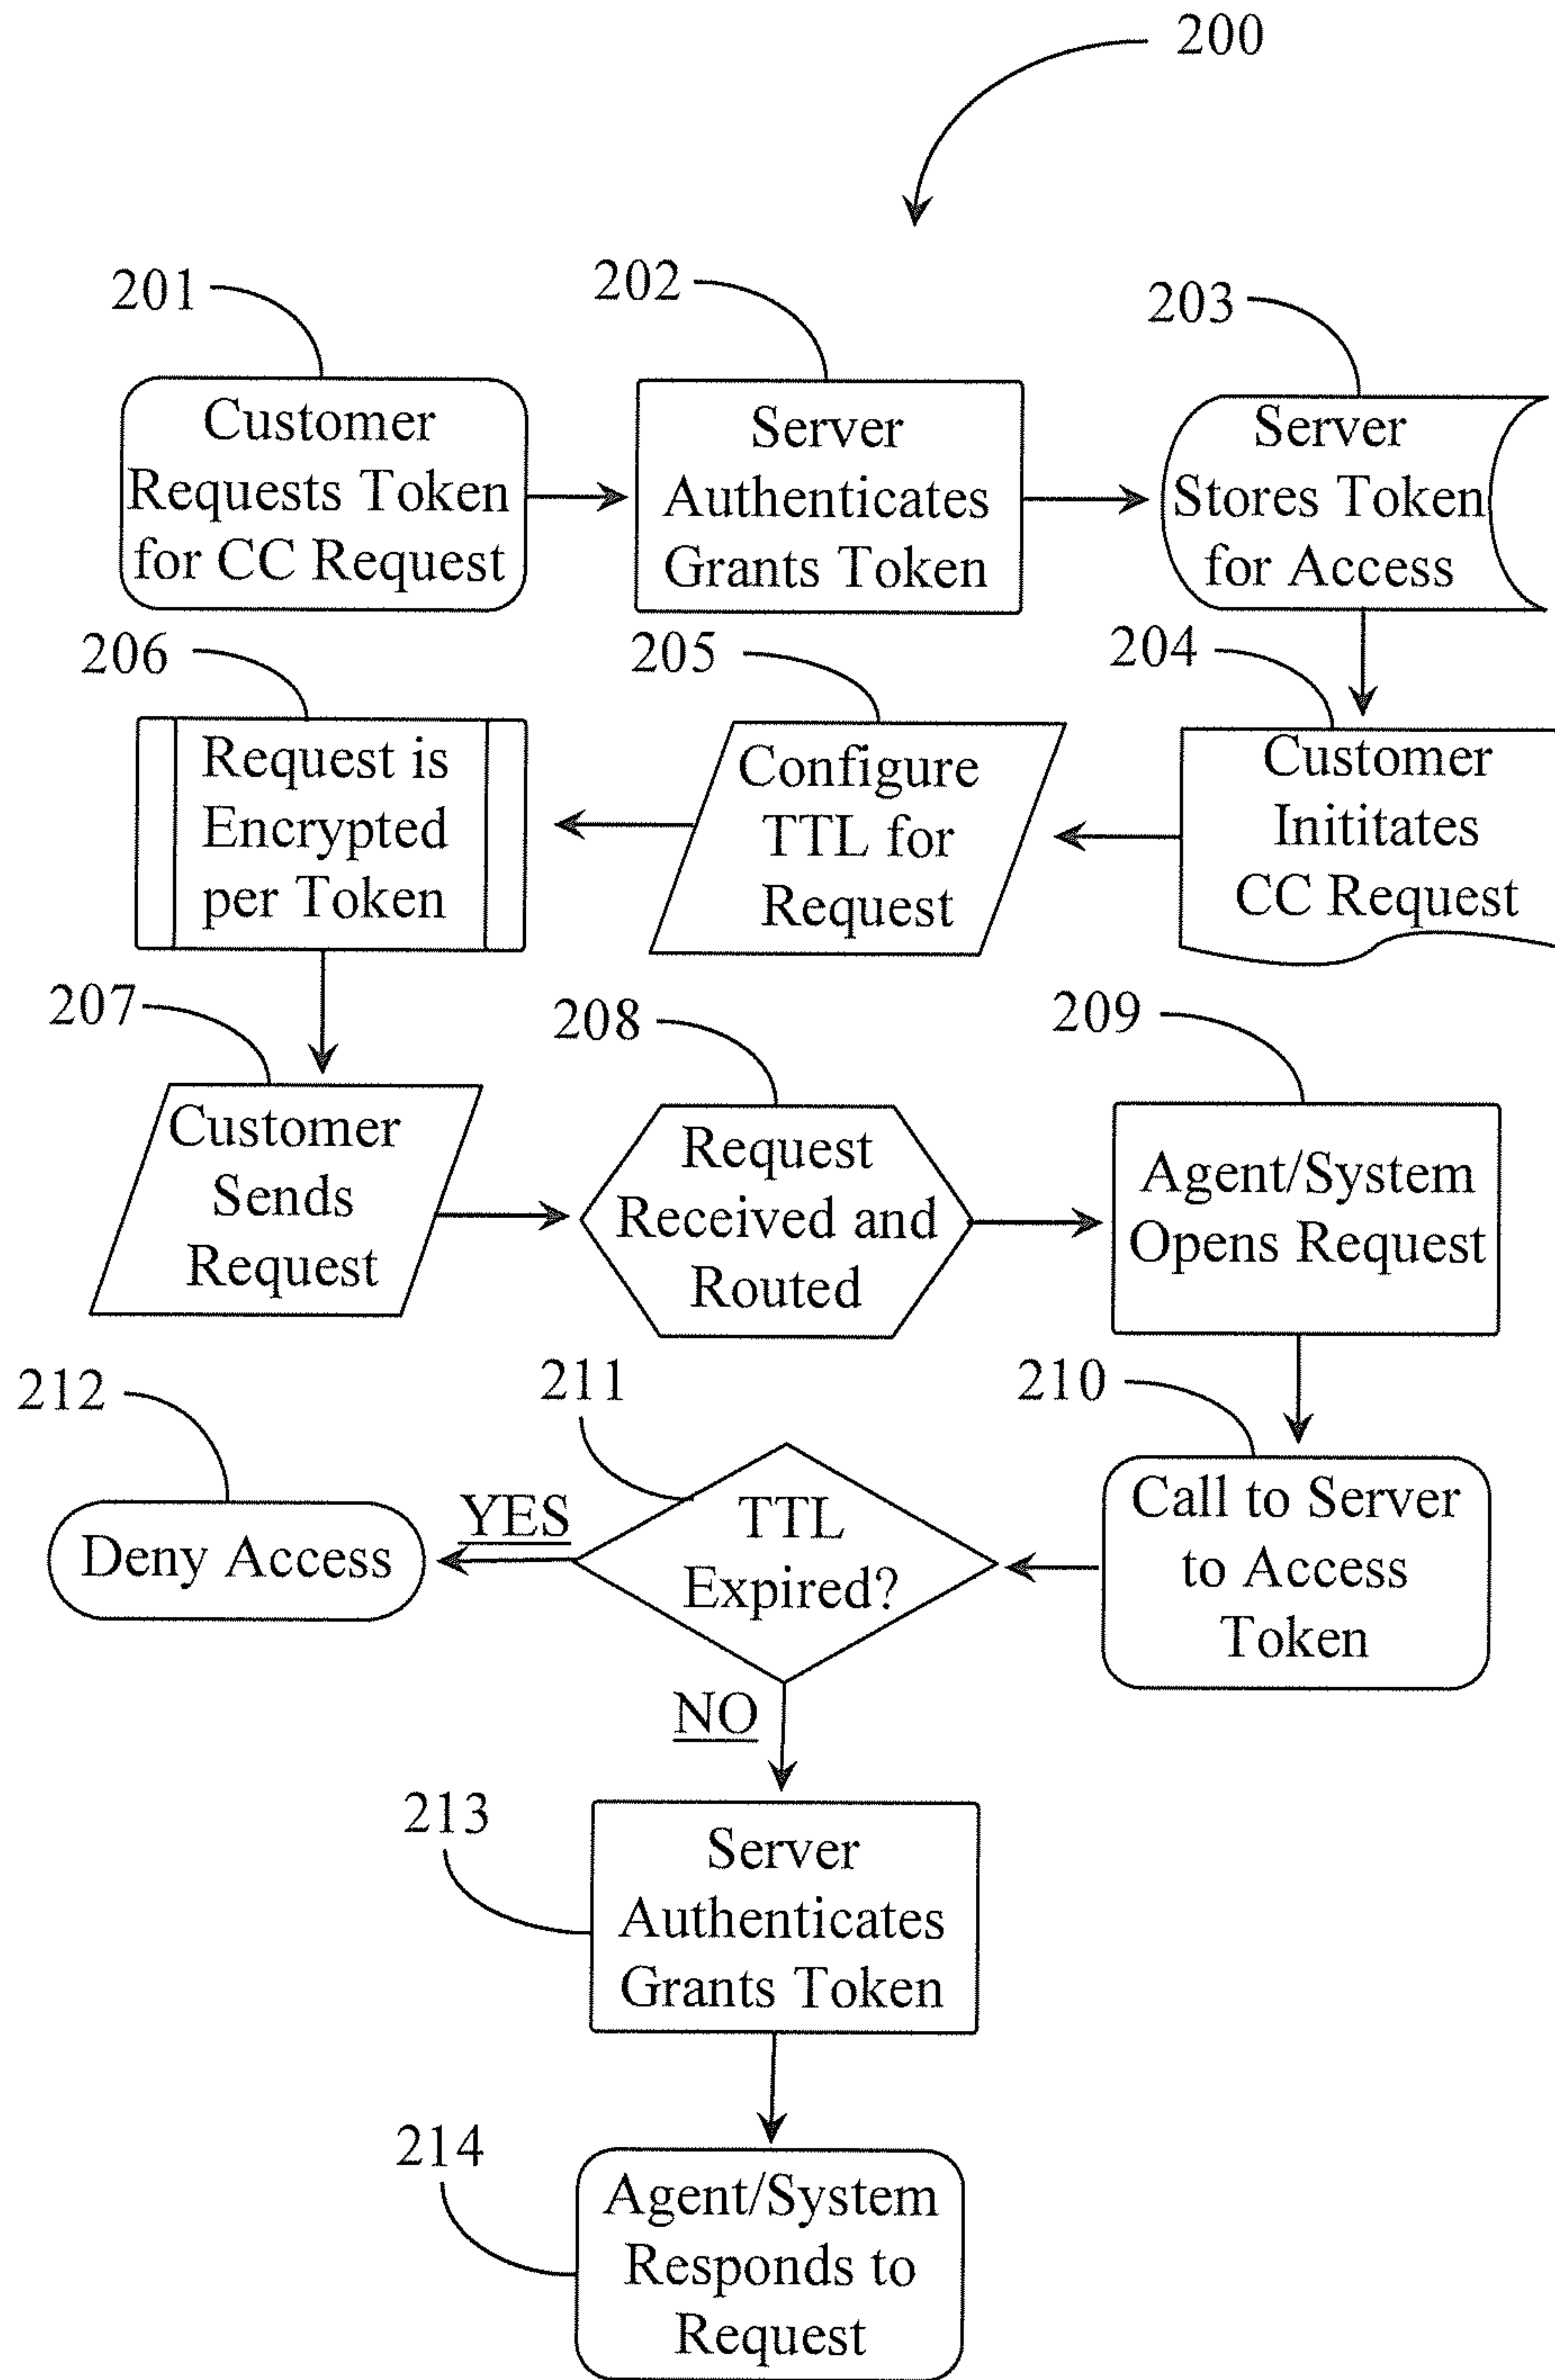 200
201
Customer
Requests Token
for CC Request
202
Server
Authenticates
Grants Token
203
Server
Stores Token
for Access
204
Customer
Inititates
CC Request
205
Configure
TTL for
Request
206
Request is
Encrypted
per Token
207
Customer
Sends
Request
208
Request
Received and
Routed
209
Agent/System
Opens Request
210
Call to Server
to Access
Token
211
TTL
Expired?
YES
212
Deny Access
NO
213
Server
Authenticates
Grants Token
214
Agent/System
Responds to
Request